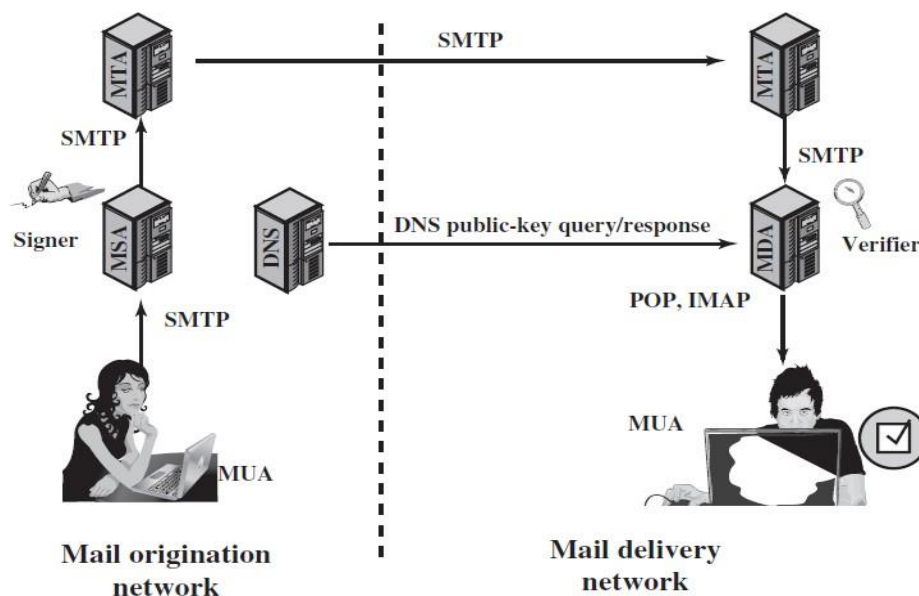 SMTP
MTA
MTA
SMTP
SMTP
Signer
MSA
DNS
DNS public-key query/response
MDA
Verifier
POP, IMAP
SMTP
MUA
MUA
Mail origination
network
Mail delivery
network